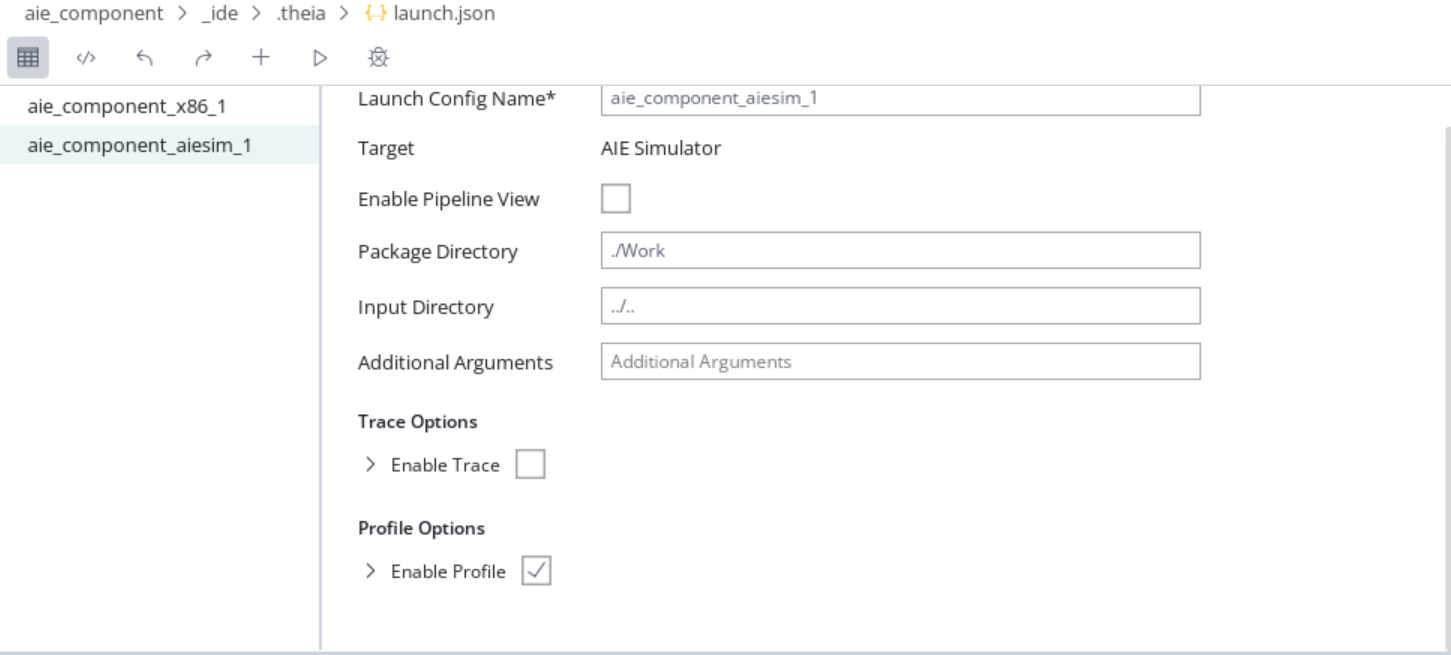 aie_component > _ide > .theia > {..} launch.json
aie_component_x86_1
aie_component_aiesim_1
Launch Config Name* aie_component_aiesim_1
Target AIE Simulator
Enable Pipeline View
Package Directory ./Work
Input Directory ../..
Additional Arguments Additional Arguments
Trace Options
> Enable Trace
Profile Options
> Enable Profile